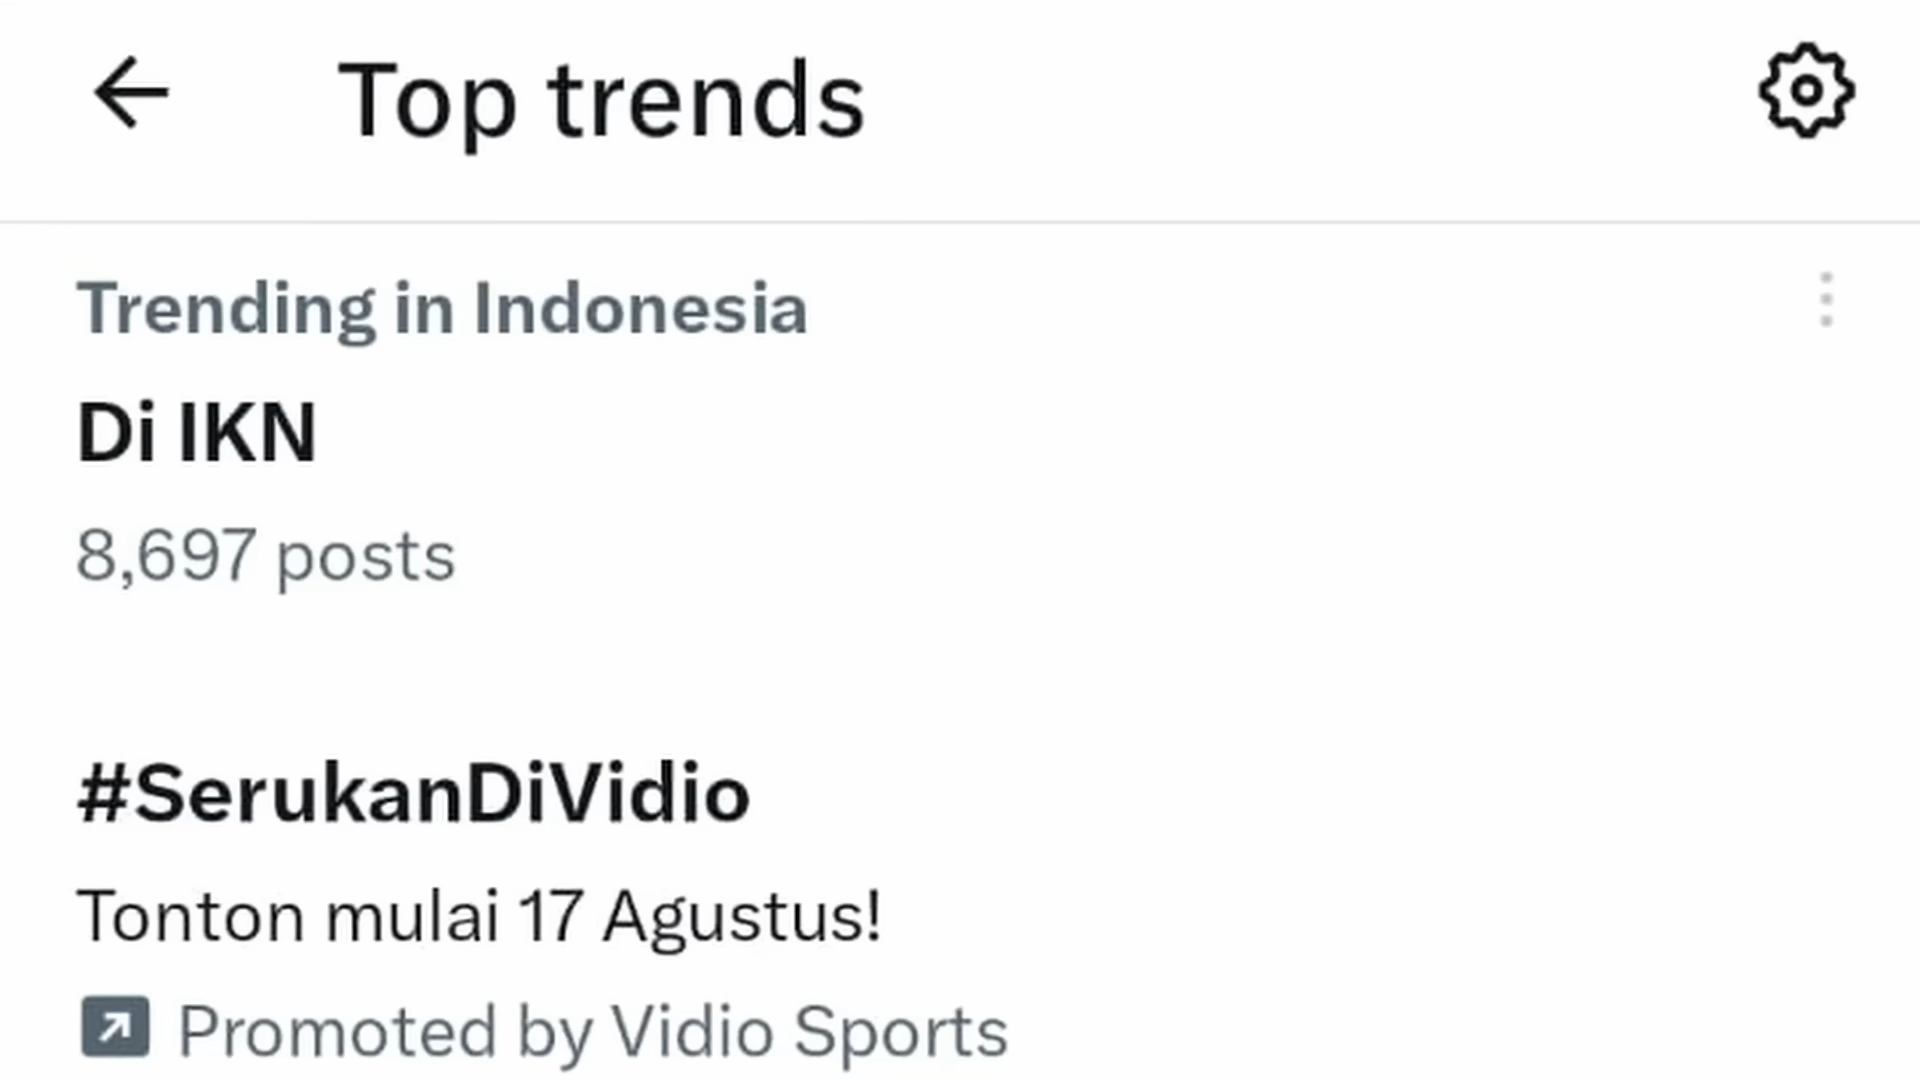 Top trends
Trending in Indonesia
Di IKN
8,697 posts
#SerukanDiVidio
Tonton mulai 17 Agustus!
Promoted by Vidio Sports